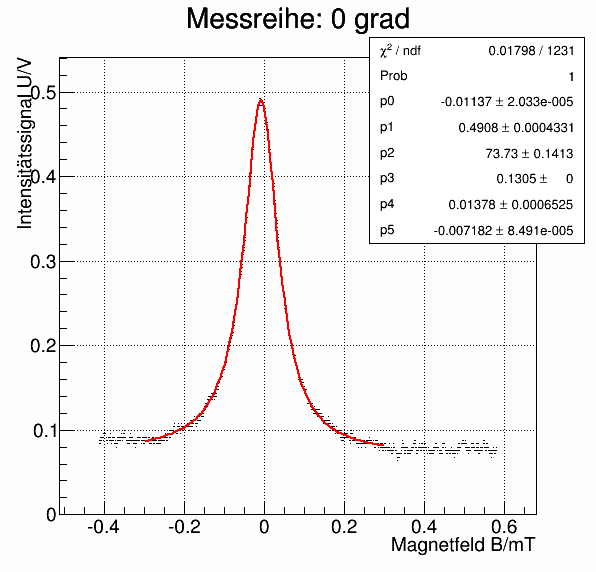 Messreihe: 0 grad
χ² / ndf 0.01798 / 1231
Prob 1
p0 -0.01137 ± 2.033e-005
p1 0.4908 ± 0.0004331
p2 73.73 ± 0.1413
p3 0.1305 ± 0
p4 0.01378 ± 0.0006525
p5 -0.007182 ± 8.491e-005
Intensitätssignal U/V
0.5
0.4
0.3
0.2
0.1
0
-0.4 -0.2 0 0.2 0.4 0.6
Magnetfeld B/mT